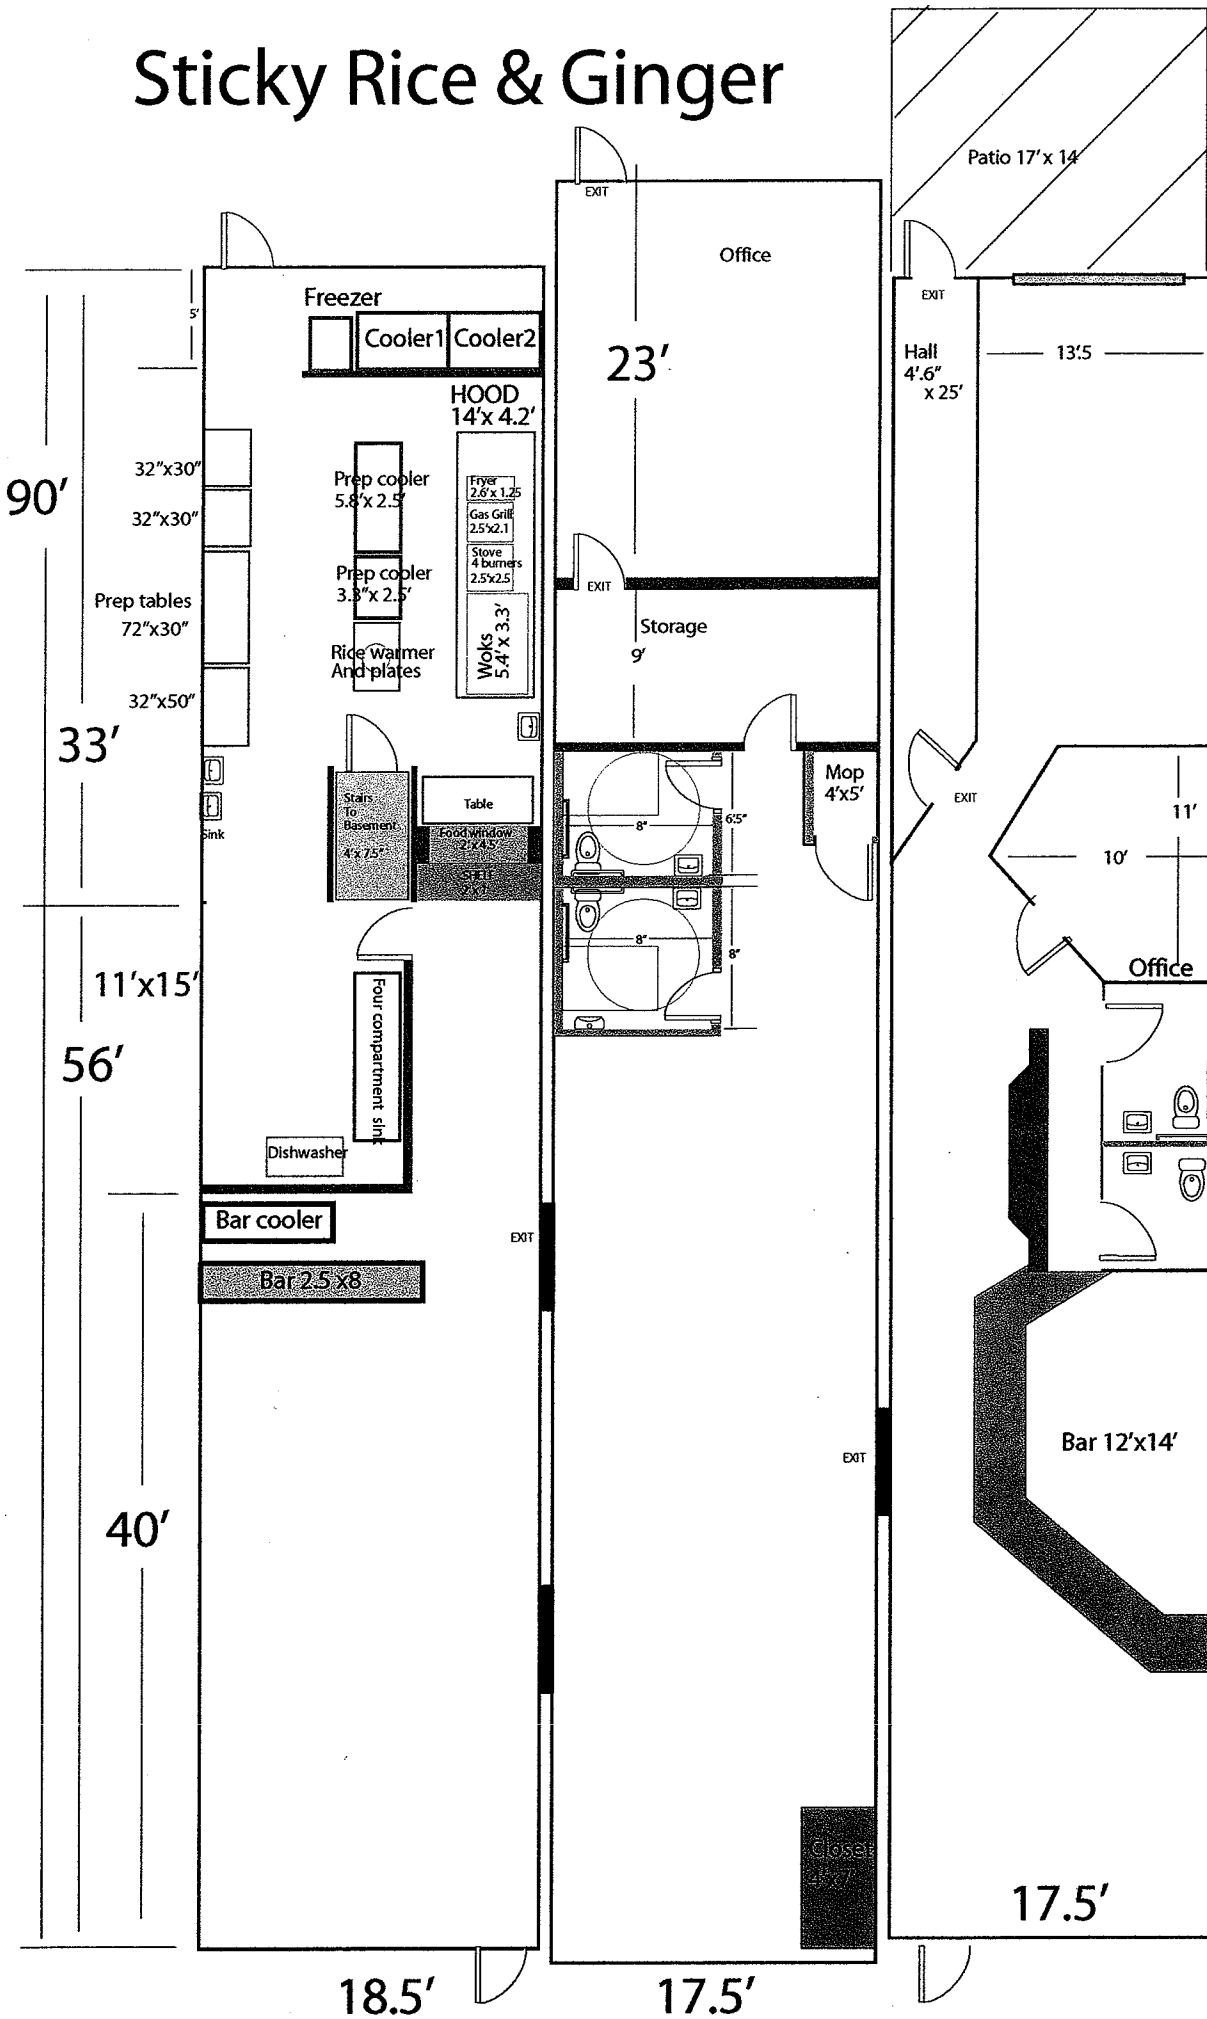 Sticky Rice & Ginger
Patio 17' x 14
EXIT
Office
5'
Freezer
Cooler1
Cooler2
23'
EXIT
Hall
4'.6"
x 25'
13'.5
HOOD
14'x 4.2'
90'
32"x30"
32"x30"
Prep cooler
5.8'x 2.5'
Fryer
2.6'x 1.25
Gas Grill
2.5'x2.1
Stove
4 burners
2.5'x2.5
Prep cooler
3.3"x 2.5'
EXIT
Prep tables
72"x30"
Woks
5.4' x 3.3'
Storage
9'
Rice warmer
And plates
32"x50"
33'
Sink
Stairs
To
Basement
4'x 7.5"
Table
Food window
2' x4.5'
SHELF
2'x 1'
Mop
4'x5'
8"
6'.5"
EXIT
11'
10'
8"
8"
Office
11'x15'
56'
Four compartment sink
Dishwasher
Bar cooler
EXIT
Bar 2.5 x8
Bar 12'x14'
EXIT
40'
Closet
4'x7'
17.5'
18.5'
17.5'